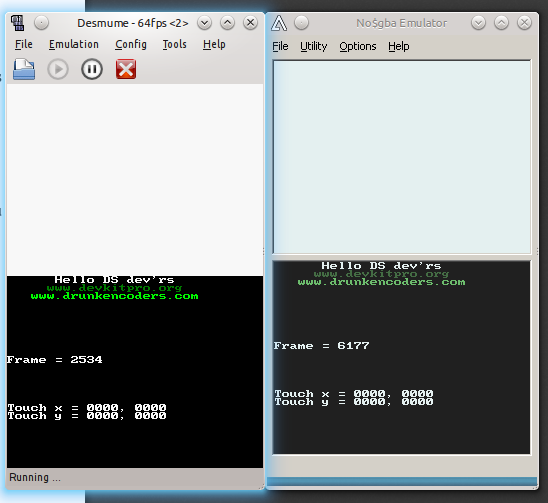 Desmume - 64fps <2>
File Emulation Config Tools Help
Hello DS dev'rs
www.devkitpro.org
www.drunkencoders.com
Frame = 2534
Touch x = 0000, 0000
Touch y = 0000, 0000
Running ...
No$gba Emulator
File Utility Options Help
Hello DS dev'rs
www.devkitpro.org
www.drunkencoders.com
Frame = 6177
Touch x = 0000, 0000
Touch y = 0000, 0000